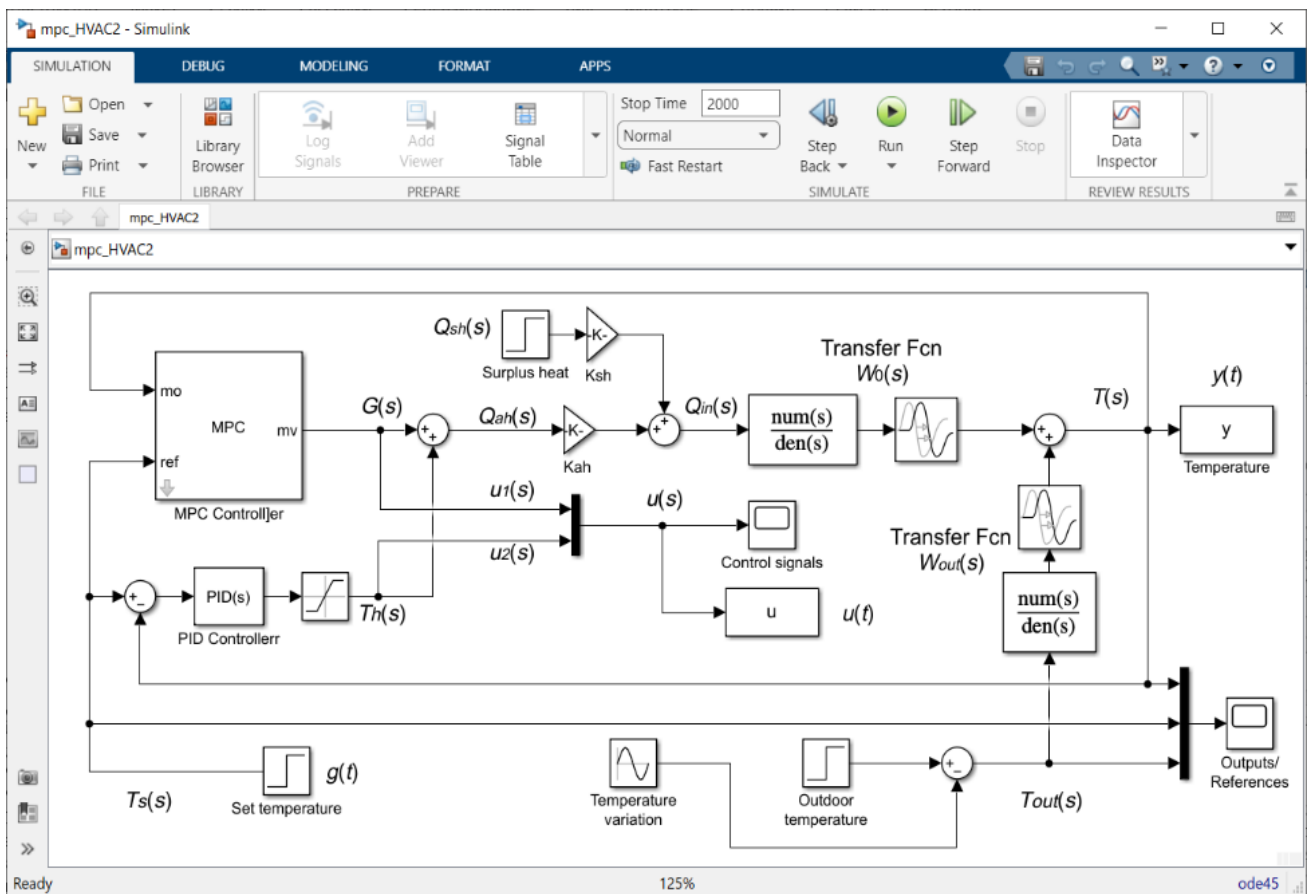 mpc_HVAC2 - Simulink
SIMULATION DEBUG MODELING FORMAT APPS
New
Open
Save
Print
FILE
Library
Browser
LIBRARY
Log
Signals
Add
Viewer
Signal
Table
PREPARE
Stop Time 2000
Normal
Fast Restart
Step
Back
Run
Step
Forward
Stop
SIMULATE
Data
Inspector
REVIEW RESULTS
mpc_HVAC2
mpc_HVAC2
Qsh(s)
Surplus heat
-K-
Ksh
Transfer Fcn
W0(s)
mo
MPC
mv
ref
MPC Controll]er
G(s)
Qah(s)
-K-
Kah
Qin(s)
num(s)
den(s)
T(s)
y(t)
y
Temperature
u1(s)
u2(s)
u(s)
Control signals
u
u(t)
Transfer Fcn
Wout(s)
num(s)
den(s)
PID(s)
PID Controllerr
Th(s)
Ts(s)
Set temperature
g(t)
Temperature
variation
Outdoor
temperature
Tout(s)
Outputs/
References
Ready 125% ode45